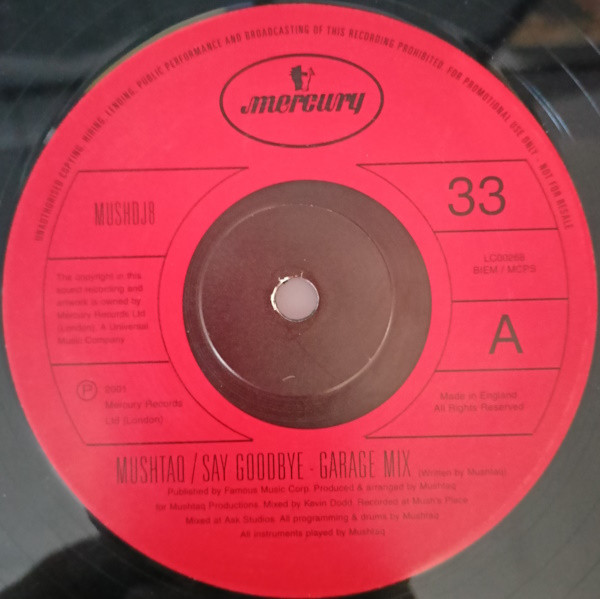 UNAUTHORISED COPYING, HIRING, LENDING, PUBLIC PERFORMANCE AND BROADCASTING OF THIS RECORDING PROHIBITED. FOR PROMOTIONAL USE ONLY - NOT FOR RESALE
mercury
MUSHDJ8
33
LC00268
BIEM / MCPS
The copyright in this
sound recording and
artwork is owned by
Mercury Records Ltd
(London). A Universal
Music Company
A
P 2001
Mercury Records
Ltd (London)
Made in England
All Rights Reserved
MUSHTAQ / SAY GOODBYE - GARAGE MIX (Written by Mushtaq)
Published by Famous Music Corp. Produced & arranged by Mushtaq
for Mushtaq Productions. Mixed by Kevin Dodd. Recorded at Mush's Place
Mixed at Axe Studios. All programming & drums by Mushtaq
All instruments played by Mushtaq